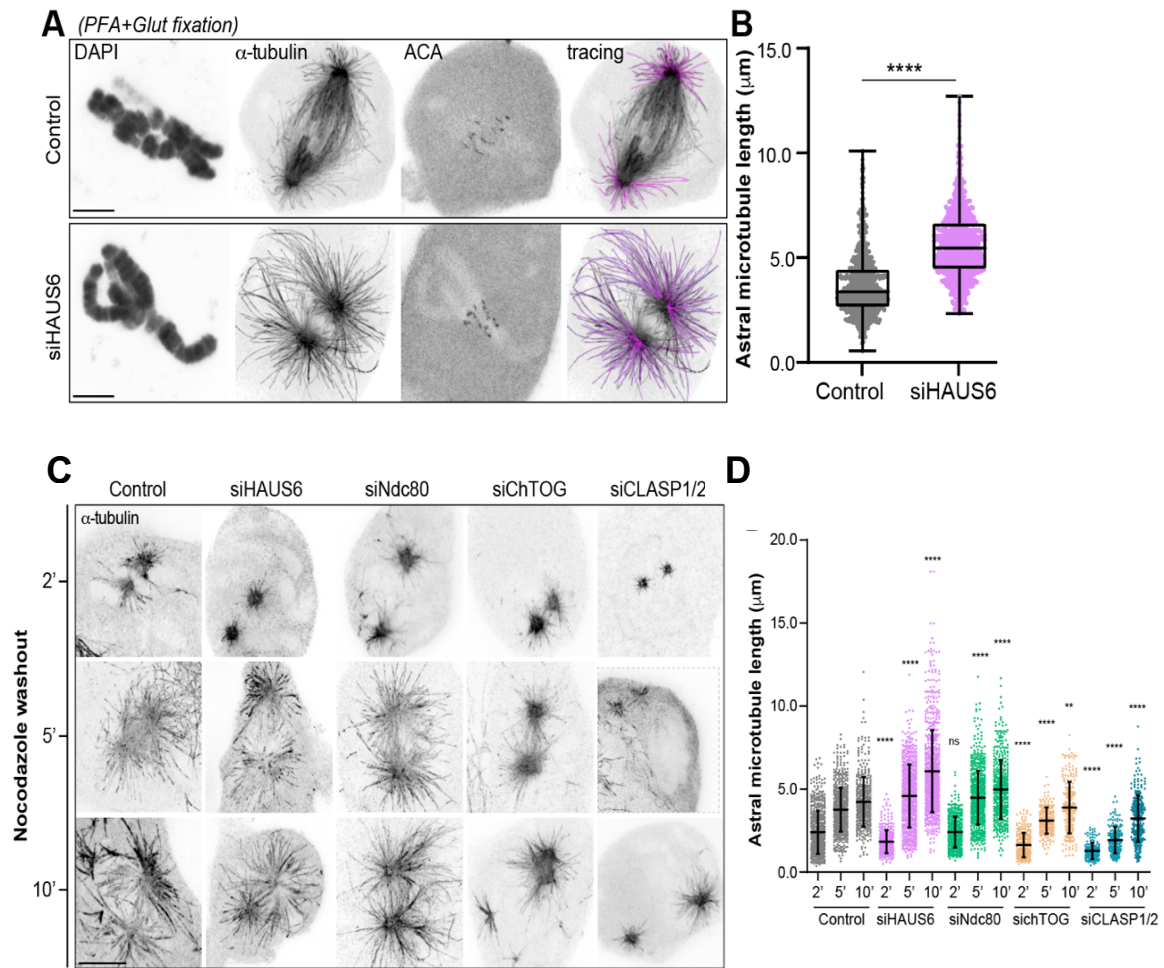 A
(PFA+Glut fixation)
DAPI
α-tubulin
ACA
tracing
Control
siHAUS6
B
Astral microtubule length (μm)
15.0
10.0
5.0
0.0
****
Control
siHAUS6
C
Control
siHAUS6
siNdc80
siChTOG
siCLASP1/2
α-tubulin
Nocodazole washout
2'
5'
10'
D
Astral microtubule length (μm)
20.0
15.0
10.0
5.0
0.0
**** **** ****
ns **** ****
**** **** **
**** **** ****
2' 5' 10' 2' 5' 10' 2' 5' 10' 2' 5' 10' 2' 5' 10'
Control siHAUS6 siNdc80 sichTOG siCLASP1/2